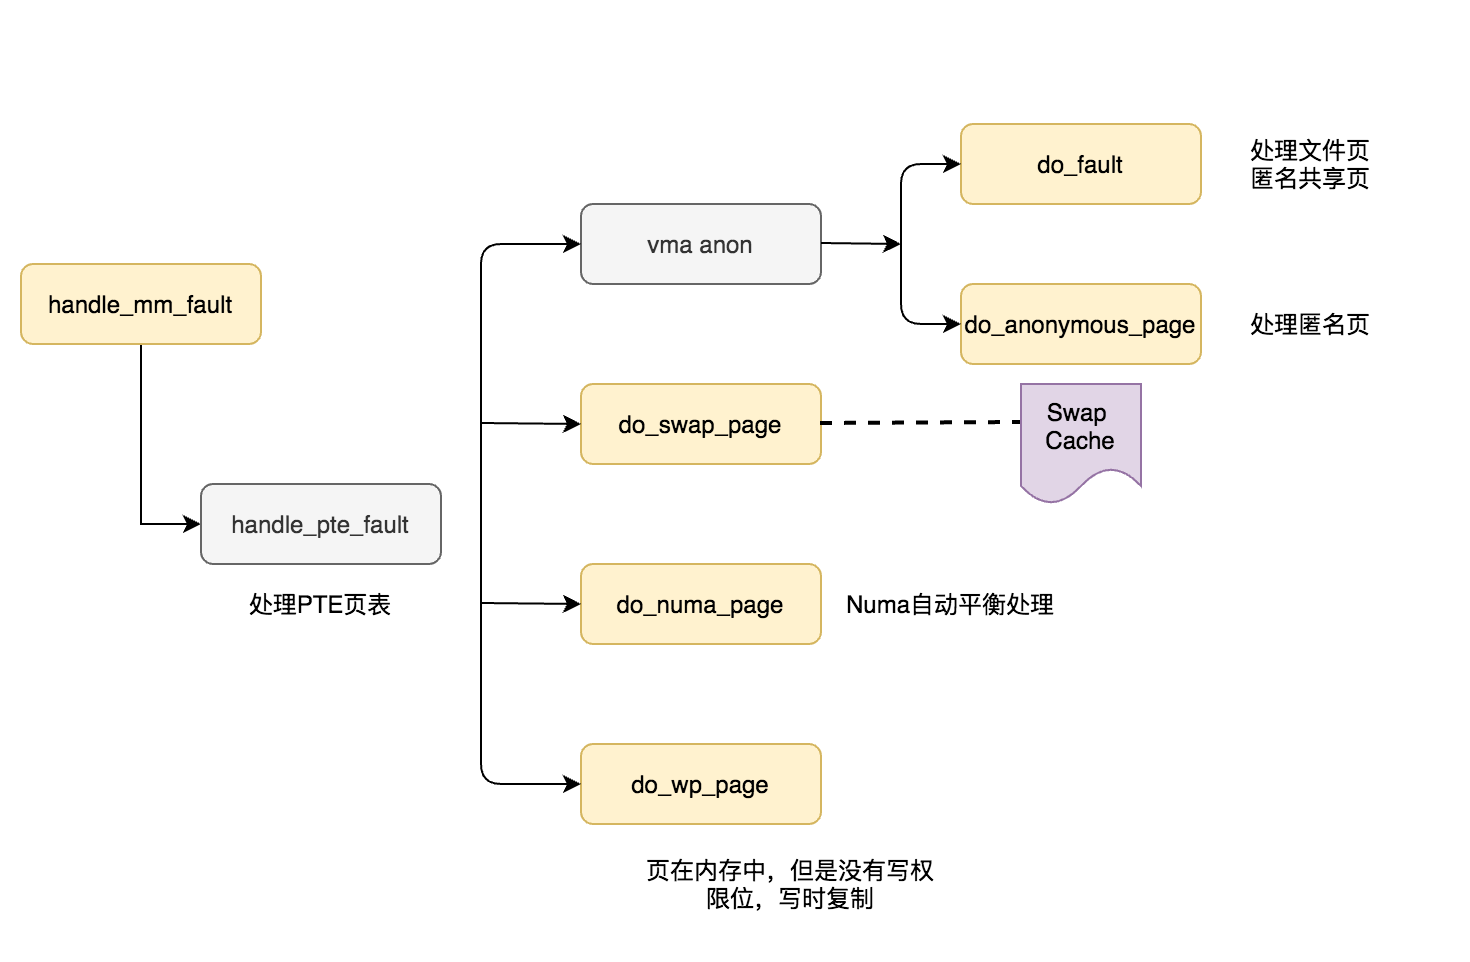 handle_mm_fault
handle_pte_fault
处理PTE页表
vma anon
do_fault
处理文件页
匿名共享页
do_anonymous_page
处理匿名页
do_swap_page
Swap
Cache
do_numa_page
Numa自动平衡处理
do_wp_page
页在内存中，但是没有写权
限位，写时复制